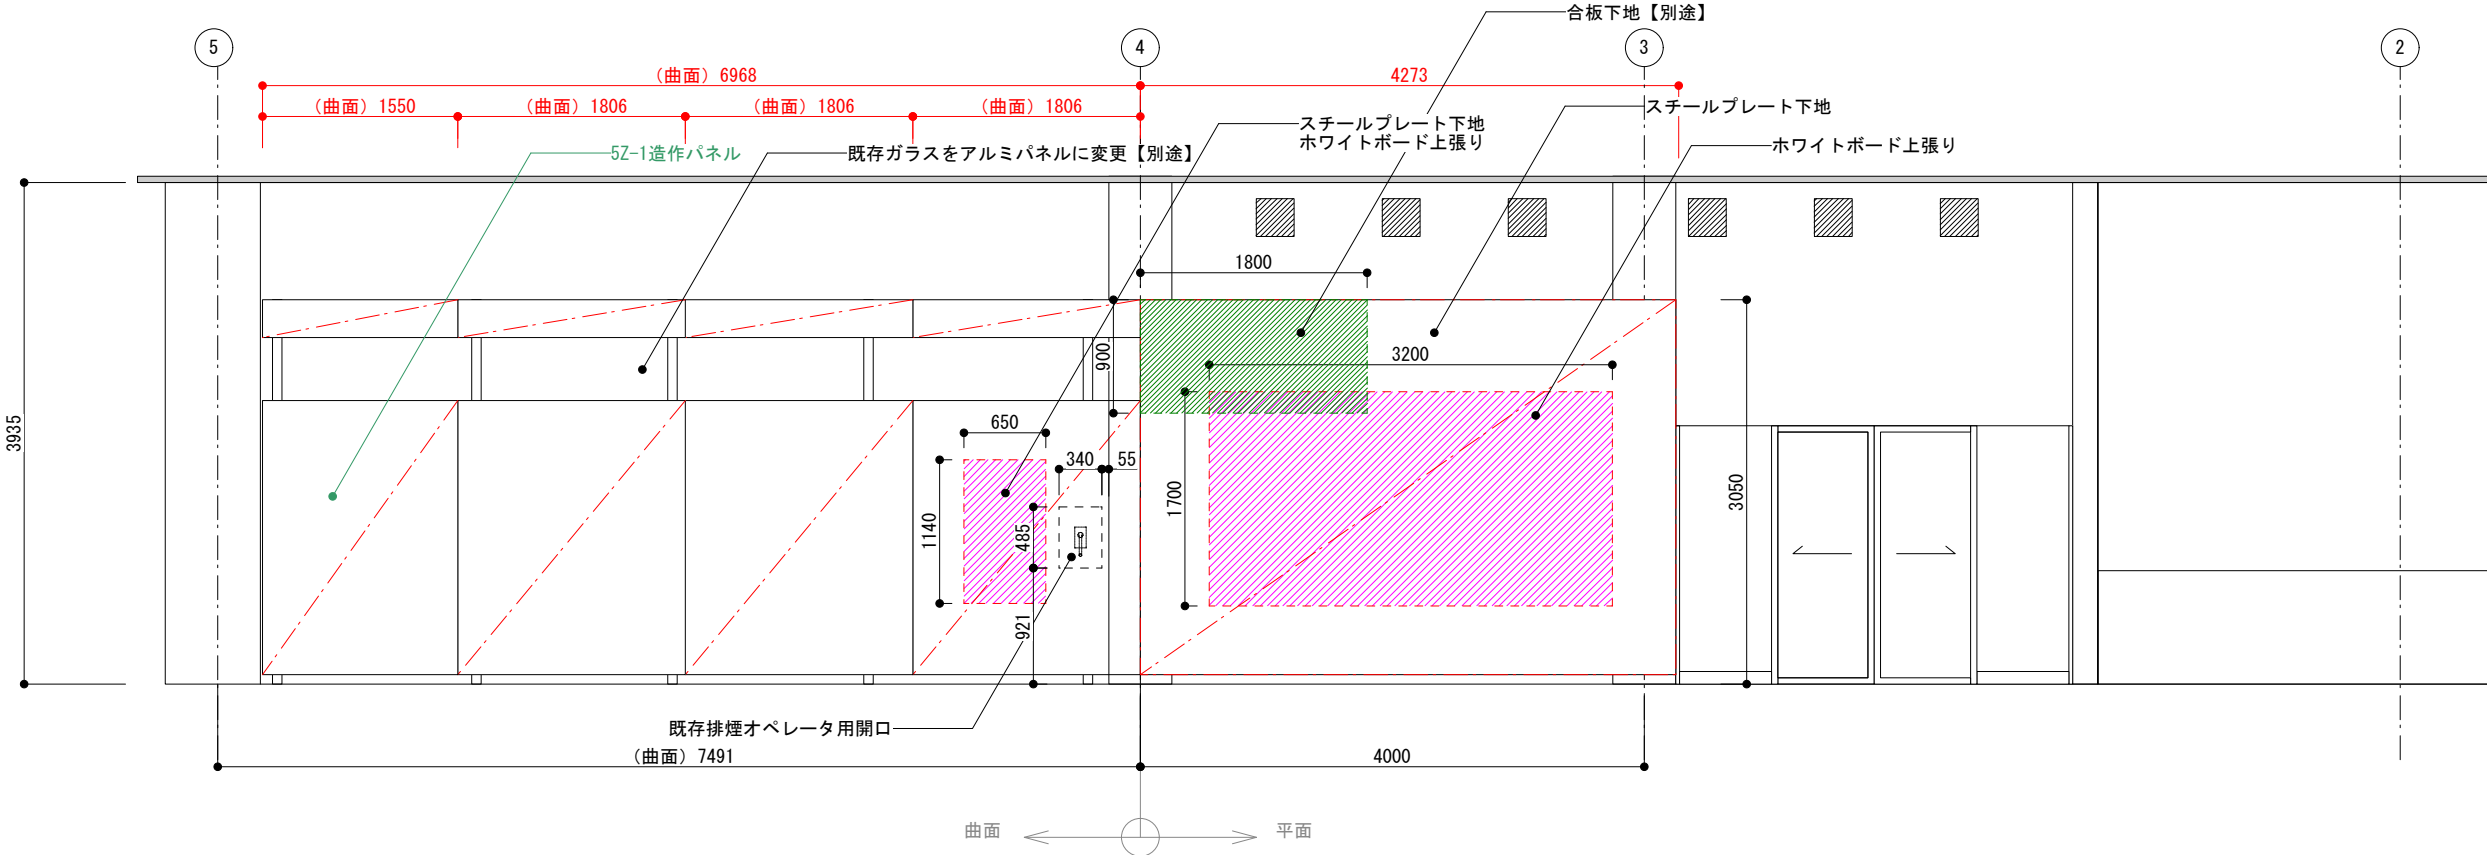 合板下地【別途】
5
4
3
2
（曲面）6968
4273
（曲面）1550
（曲面）1806
（曲面）1806
（曲面）1806
スチールプレート下地
スチールプレート下地
ホワイトボード上張り
ホワイトボード上張り
5Z-1造作パネル
既存ガラスをアルミパネルに変更【別途】
1800
900
3200
3935
650
340
55
1140
485
1700
3050
921
既存排煙オペレータ用開口
（曲面）7491
4000
曲面
平面